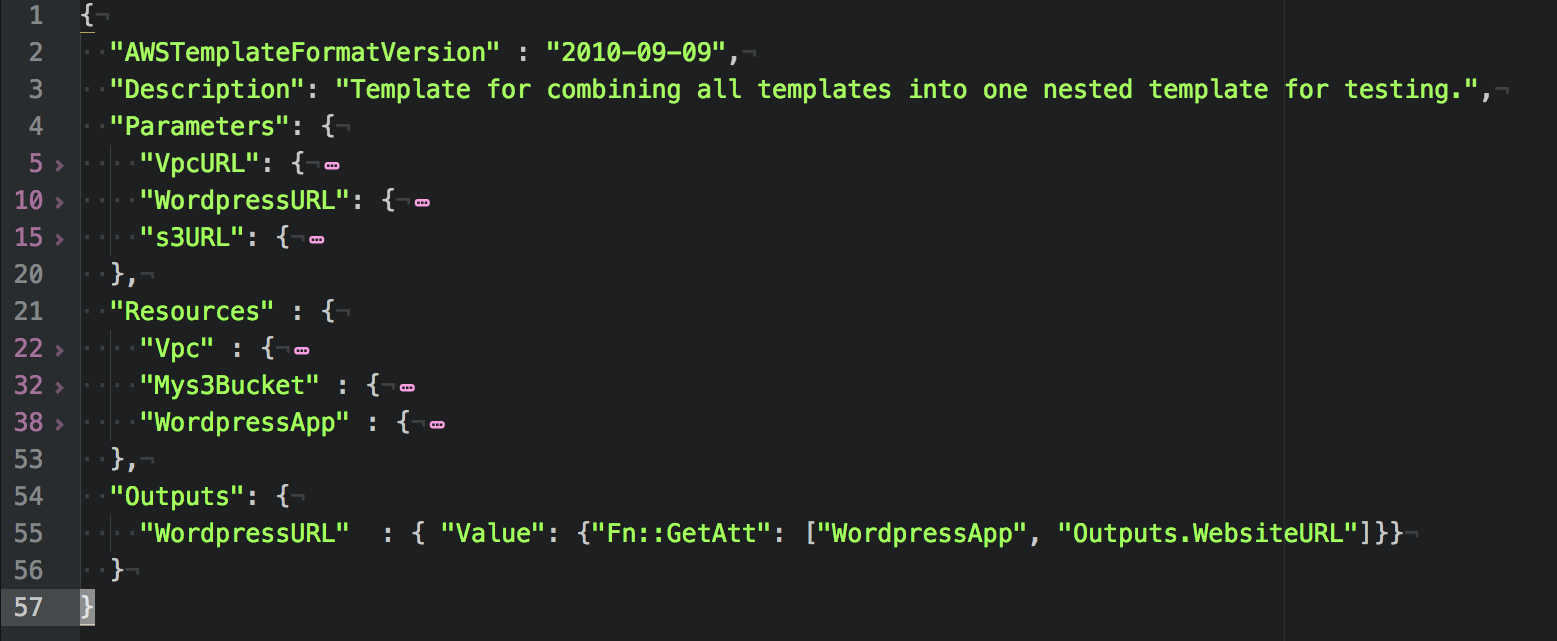 1 {
2 "AWSTemplateFormatVersion" : "2010-09-09",
3 "Description": "Template for combining all templates into one nested template for testing.",
4 "Parameters": {
5 "VpcURL": {
10 "WordpressURL": {
15 "s3URL": {
20 },
21 "Resources" : {
22 "Vpc" : {
32 "Mys3Bucket" : {
38 "WordpressApp" : {
53 },
54 "Outputs": {
55 "WordpressURL"  : { "Value": {"Fn::GetAtt": ["WordpressApp", "Outputs.WebsiteURL"]}}
56 }
57 }